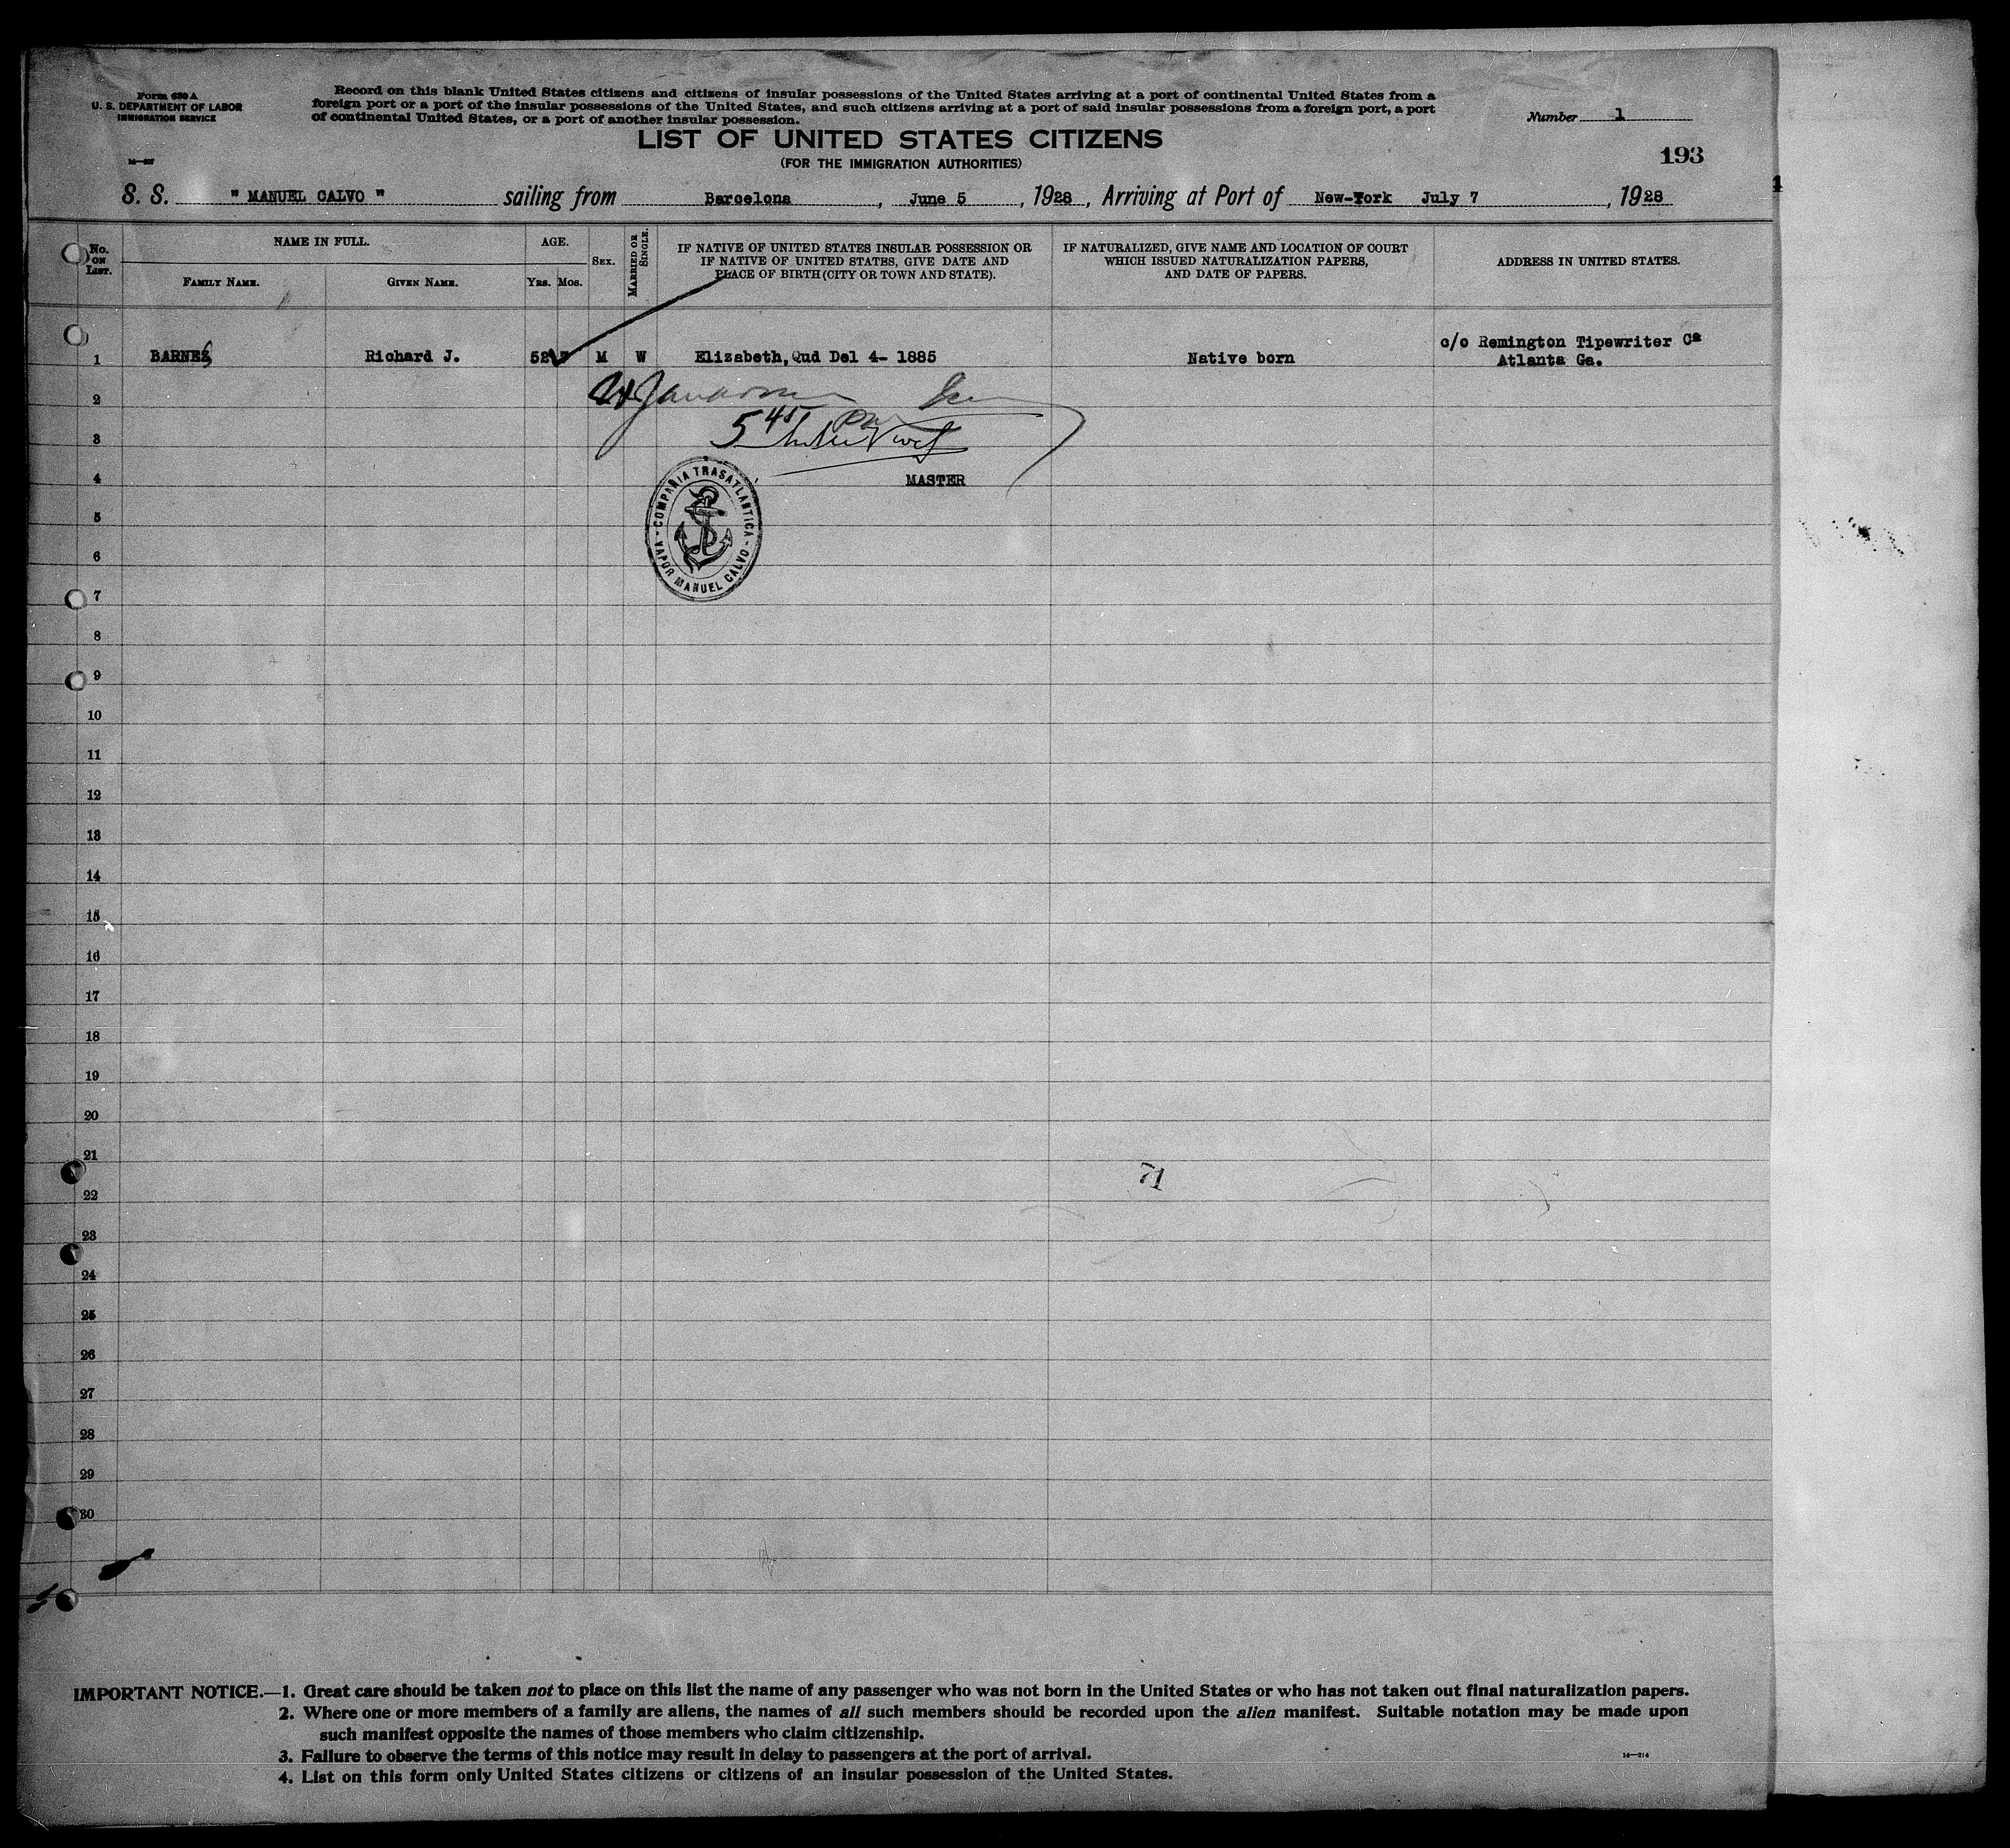 Form 630 A
U. S. DEPARTMENT OF LABOR
IMMIGRATION SERVICE
Record on this blank United States citizens and citizens of insular possessions of the United States arriving at a port of continental United States from a
foreign port or a port of the insular possessions of the United States, and such citizens arriving at a port of said insular possessions from a foreign port, a port
of continental United States, or a port of another insular possession.
Number 1
LIST OF UNITED STATES CITIZENS
(FOR THE IMMIGRATION AUTHORITIES)
193
S. S. " MANUEL CALVO " sailing from Barcelona, June 5, 1928, Arriving at Port of New-York July 7, 1928
No. ON LIST.
NAME IN FULL.
FAMILY NAME.
GIVEN NAME.
AGE.
YRS. MOS.
SEX.
MARRIED OR SINGLE.
IF NATIVE OF UNITED STATES INSULAR POSSESSION OR
IF NATIVE OF UNITED STATES, GIVE DATE AND
PLACE OF BIRTH (CITY OR TOWN AND STATE).
IF NATURALIZED, GIVE NAME AND LOCATION OF COURT
WHICH ISSUED NATURALIZATION PAPERS,
AND DATE OF PAPERS.
ADDRESS IN UNITED STATES.
1 BARNES Richard J. 52 M W Elizabeth, Qud Del 4- 1885 Native born c/o Remington Tipewriter Cª
Atlanta Ga.
2
5 45 PM
3
4 MASTER
COMPAÑIA TRASATLANTICA - VAPOR MANUEL CALVO -
5
6
7
8
9
10
11
12
13
14
15
16
17
18
19
20
21
71
22
23
24
25
26
27
28
29
30
IMPORTANT NOTICE.—1. Great care should be taken not to place on this list the name of any passenger who was not born in the United States or who has not taken out final naturalization papers.
2. Where one or more members of a family are aliens, the names of all such members should be recorded upon the alien manifest. Suitable notation may be made upon
such manifest opposite the names of those members who claim citizenship.
3. Failure to observe the terms of this notice may result in delay to passengers at the port of arrival.
14—214
4. List on this form only United States citizens or citizens of an insular possession of the United States.